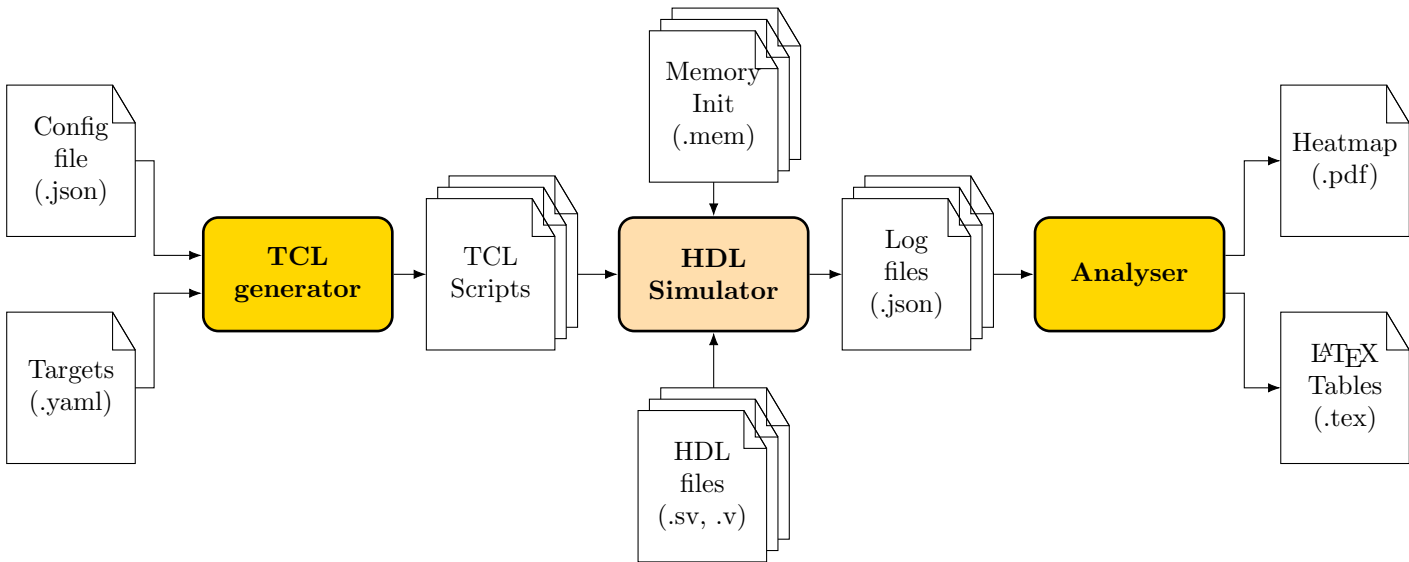 Config
file
(.json)
Targets
(.yaml)
TCL
generator
TCL
Scripts
Memory
Init
(.mem)
HDL
Simulator
HDL
files
(.sv, .v)
Log
files
(.json)
Analyser
Heatmap
(.pdf)
LATEX
Tables
(.tex)